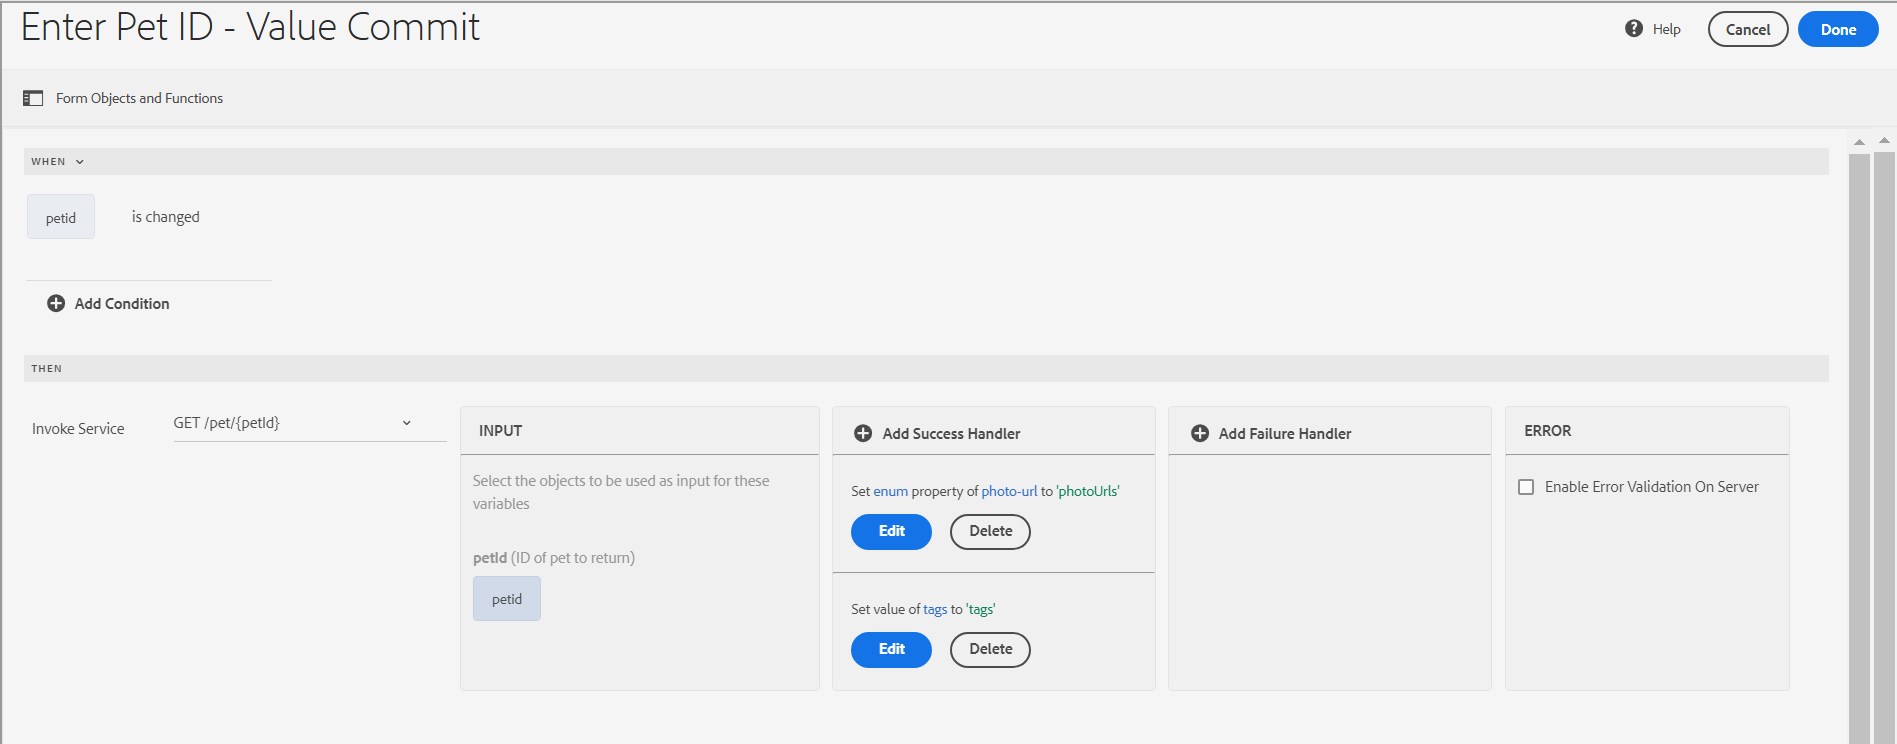 Enter Pet ID - Value Commit
Help
Cancel
Done
Form Objects and Functions
WHEN
petid
is changed
Add Condition
THEN
Invoke Service
GET /pet/{petId}
INPUT
Select the objects to be used as input for these
variables
petId (ID of pet to return)
petid
Add Success Handler
Set enum property of photo-url to 'photoUrls'
Edit
Delete
Set value of tags to 'tags'
Edit
Delete
Add Failure Handler
ERROR
Enable Error Validation On Server